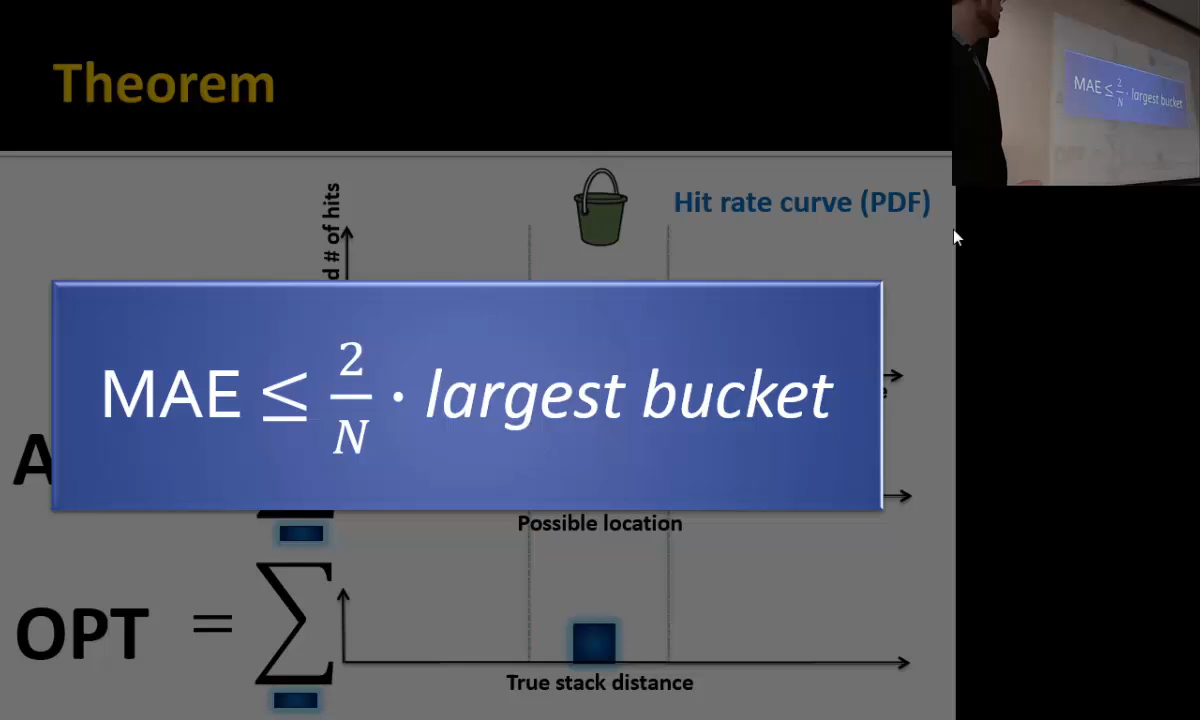 Theorem
MAE ≤ 2/N · largest bucket
Hit rate curve (PDF)
d # of hits
MAE ≤ 2/N · largest bucket
A
Possible location
OPT = ∑
True stack distance